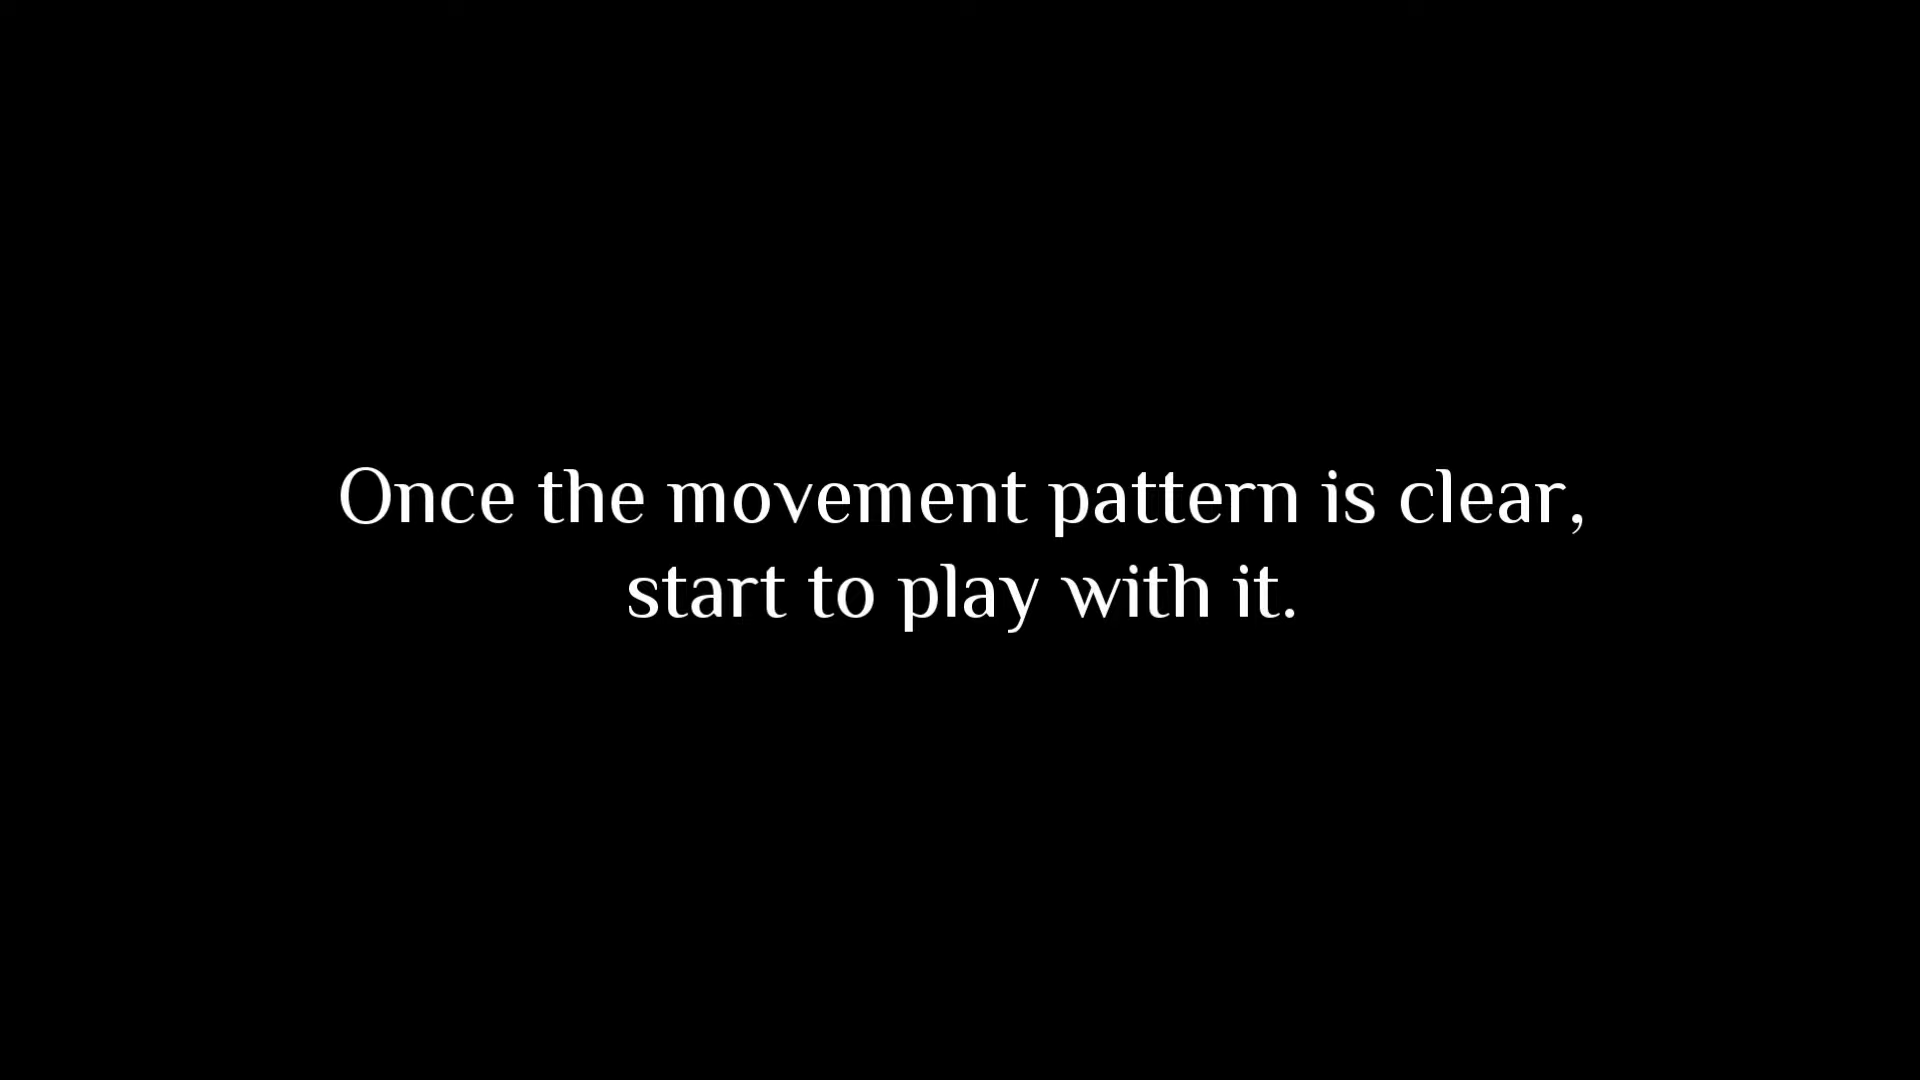 Once the movement pattern is clear,
start to play with it.